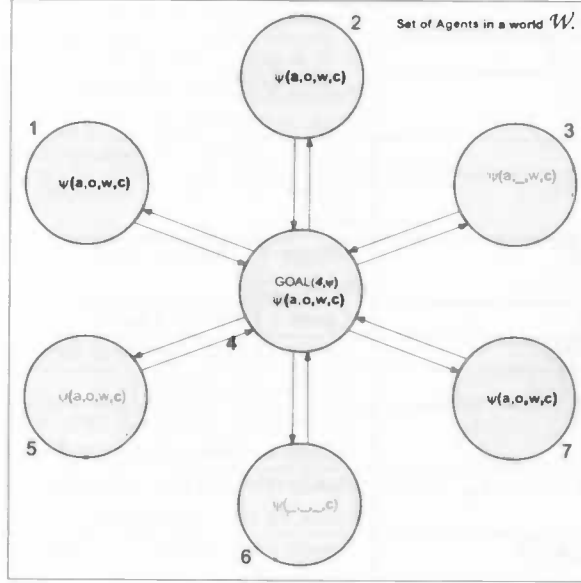 2
Set of Agents in a world 𝒲.
ψ(a,o,w,c)
1
3
ψ(a,o,w,c)
ψ(a,_,w,c)
GOAL(4,ψ)
ψ(a,o,w,c)
4
υ(a,o,w,c)
ψ(a,o,w,c)
5
7
ψ(_,_,_,c)
6